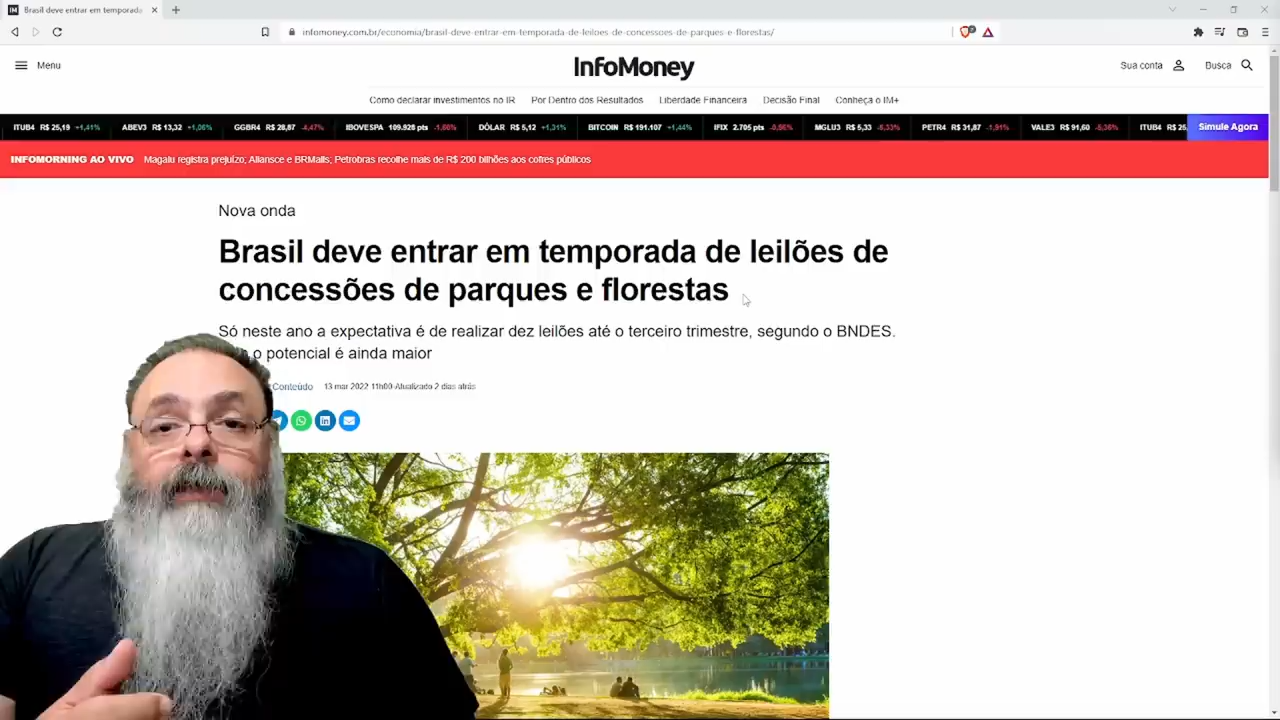 Brasil deve entrar em temporada
infomoney.com.br/economia/brasil-deve-entrar-em-temporada-de-leiloes-de-concessoes-de-parques-e-florestas/
Menu
InfoMoney
Sua conta
Busca
Como declarar investimentos no IR Por Dentro dos Resultados Liberdade Financeira Decisão Final Conheça o IM+
ITUB4 R$ 25,19 +1,41% ABEV3 R$ 13,32 +1,06% GGBR4 R$ 28,87 -4,47% IBOVESPA 109.928 pts -1,60% DÓLAR R$ 5,12 +1,31% BITCOIN R$ 191.107 +1,44% IFIX 2.705 pts -0,56% MGLU3 R$ 5,33 PETR4 R$ 31,87 -1,91% VALE3 R$ 91,60 -5,36% ITUB4 R$ 25, Simule Agora
INFOMORNING AO VIVO Magalu registra prejuízo; Aliansce e BRMalls; Petrobras recolhe mais de R$ 200 bilhões aos cofres públicos
Nova onda
Brasil deve entrar em temporada de leilões de
concessões de parques e florestas
Só neste ano a expectativa é de realizar dez leilões até o terceiro trimestre, segundo o BNDES.
o potencial é ainda maior
Conteúdo 13 mar 2022 11h00-Atualizado 2 dias atrás